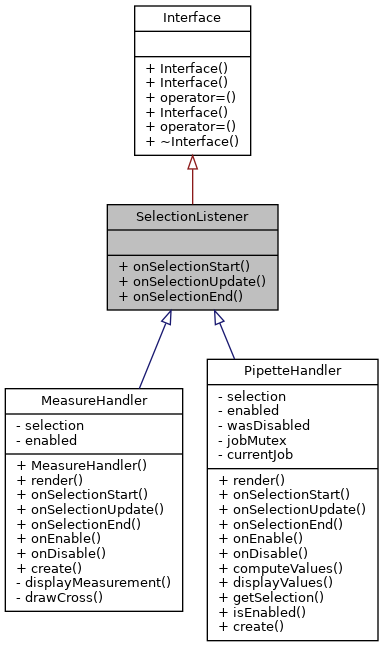 Interface
+ Interface()
+ Interface()
+ operator=()
+ Interface()
+ operator=()
+ ~Interface()
SelectionListener
+ onSelectionStart()
+ onSelectionUpdate()
+ onSelectionEnd()
MeasureHandler
- selection
- enabled
+ MeasureHandler()
+ render()
+ onSelectionStart()
+ onSelectionUpdate()
+ onSelectionEnd()
+ onEnable()
+ onDisable()
+ create()
- displayMeasurement()
- drawCross()
PipetteHandler
- selection
- enabled
- wasDisabled
- jobMutex
- currentJob
+ render()
+ onSelectionStart()
+ onSelectionUpdate()
+ onSelectionEnd()
+ onEnable()
+ onDisable()
+ computeValues()
+ displayValues()
+ getSelection()
+ isEnabled()
+ create()